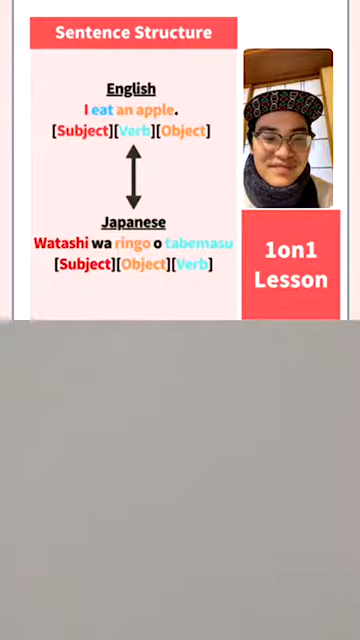 Sentence Structure
English
I eat an apple.
[Subject][Verb][Object]
Japanese
Watashi wa ringo o tabemasu
[Subject][Object][Verb]
1on1
Lesson